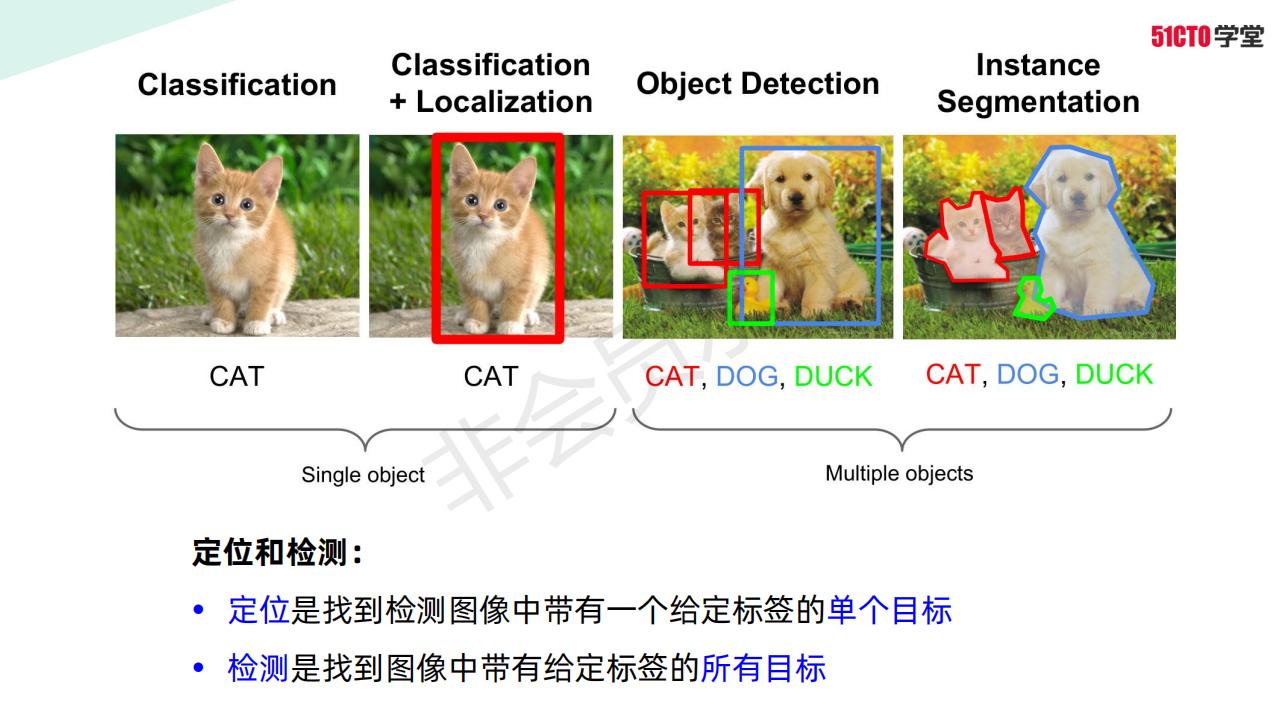 51CTO学堂
Classification
Classification
+ Localization
Object Detection
Instance
Segmentation
CAT
CAT
CAT, DOG, DUCK
CAT, DOG, DUCK
Single object
Multiple objects
非会员
定位和检测：
• 定位是找到检测图像中带有一个给定标签的单个目标
• 检测是找到图像中带有给定标签的所有目标